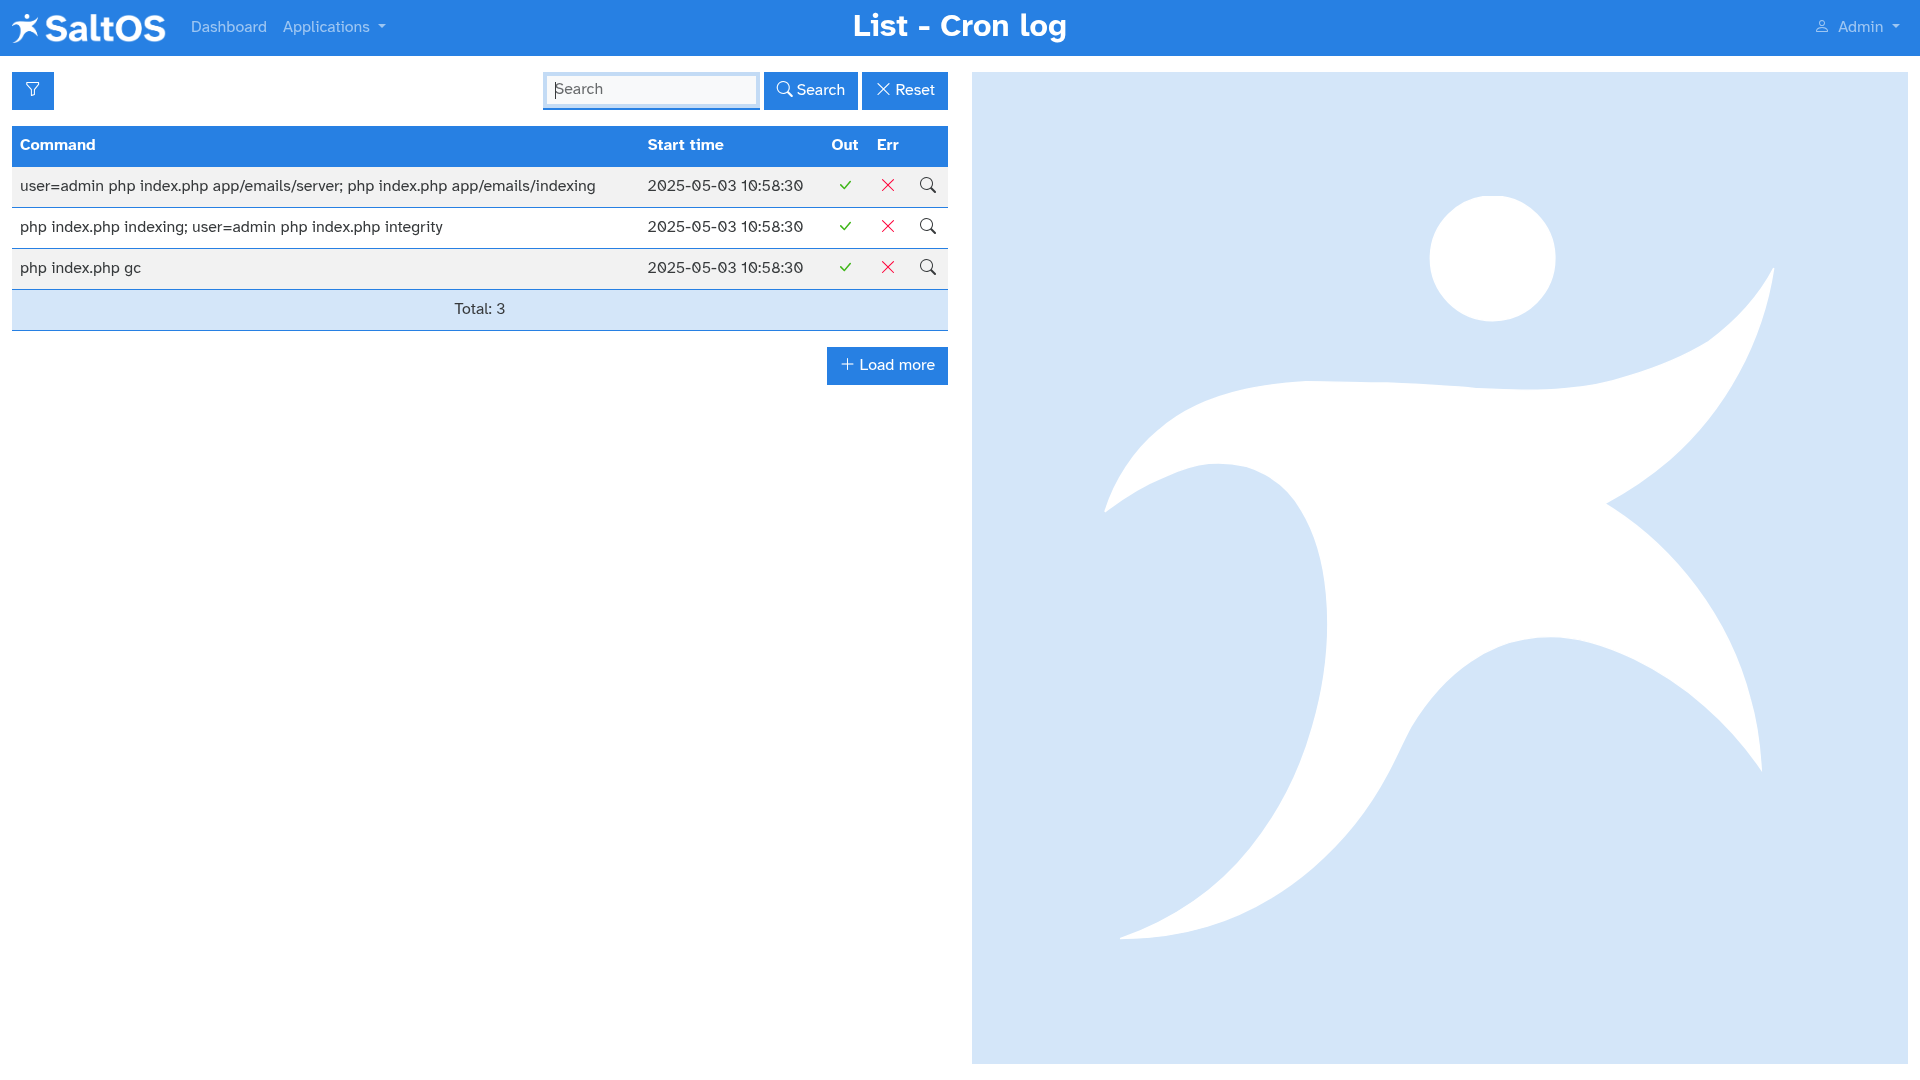 SaltOS Dashboard Applications List - Cron log Admin
Search Search Reset
Command Start time Out Err
user=admin php index.php app/emails/server; php index.php app/emails/indexing 2025-05-03 10:58:30
php index.php indexing; user=admin php index.php integrity 2025-05-03 10:58:30
php index.php gc 2025-05-03 10:58:30
Total: 3
Load more